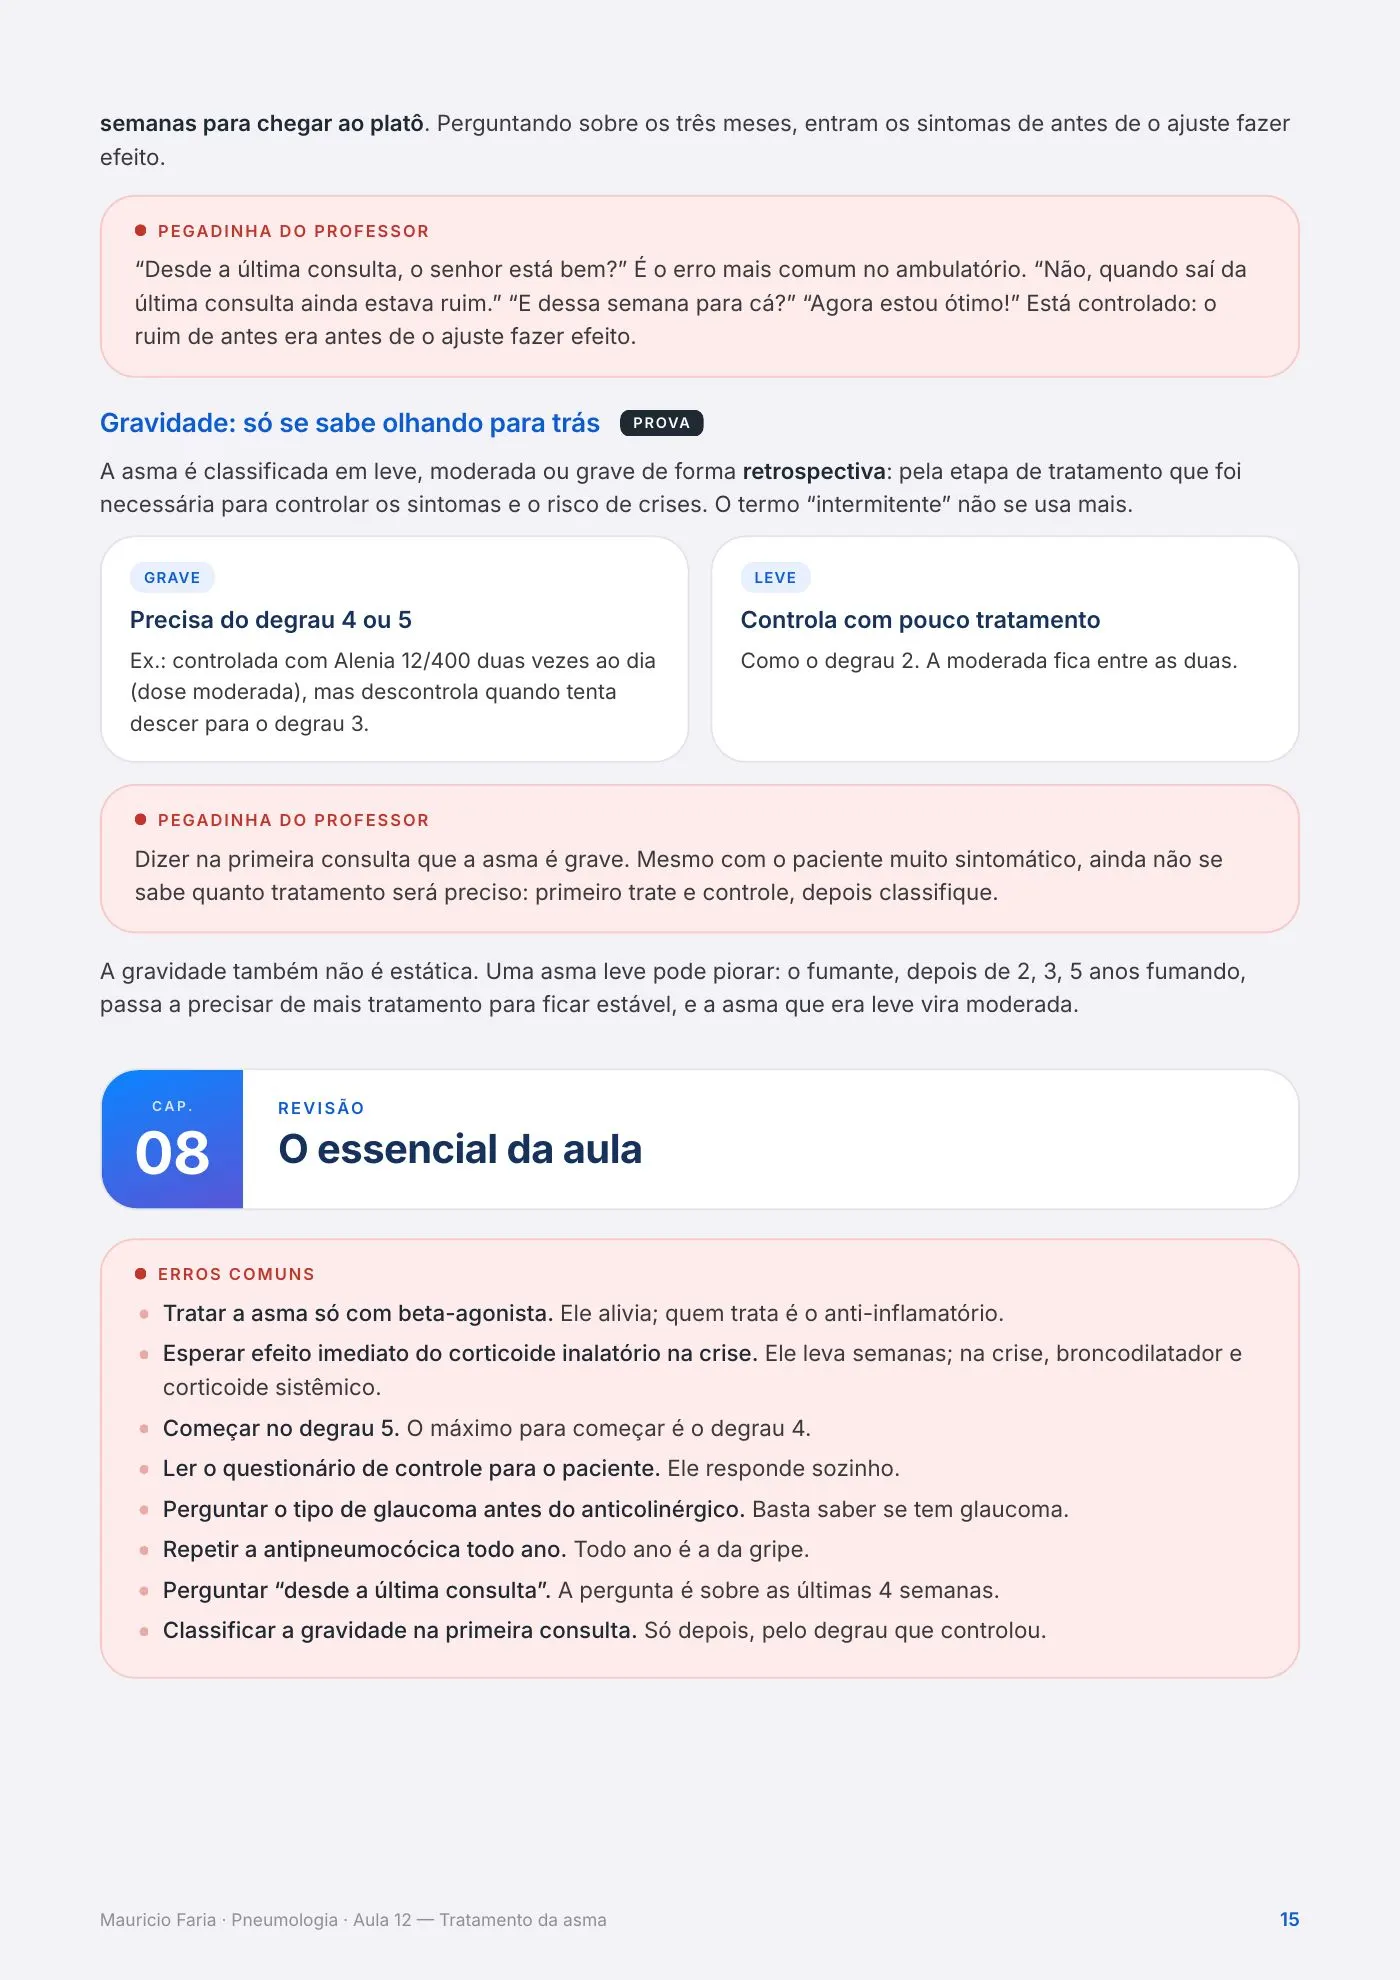 semanas para chegar ao platô. Perguntando sobre os três meses, entram os sintomas de antes de o ajuste fazer
efeito.
PEGADINHA DO PROFESSOR
“Desde a última consulta, o senhor está bem?” É o erro mais comum no ambulatório. “Não, quando saí da
última consulta ainda estava ruim.” “E dessa semana para cá?” “Agora estou ótimo!” Está controlado: o
ruim de antes era antes de o ajuste fazer efeito.
Gravidade: só se sabe olhando para trás PROVA
A asma é classificada em leve, moderada ou grave de forma retrospectiva: pela etapa de tratamento que foi
necessária para controlar os sintomas e o risco de crises. O termo “intermitente” não se usa mais.
GRAVE
Precisa do degrau 4 ou 5
Ex.: controlada com Alenia 12/400 duas vezes ao dia
(dose moderada), mas descontrola quando tenta
descer para o degrau 3.
LEVE
Controla com pouco tratamento
Como o degrau 2. A moderada fica entre as duas.
PEGADINHA DO PROFESSOR
Dizer na primeira consulta que a asma é grave. Mesmo com o paciente muito sintomático, ainda não se
sabe quanto tratamento será preciso: primeiro trate e controle, depois classifique.
A gravidade também não é estática. Uma asma leve pode piorar: o fumante, depois de 2, 3, 5 anos fumando,
passa a precisar de mais tratamento para ficar estável, e a asma que era leve vira moderada.
CAP.
08
REVISÃO
O essencial da aula
ERROS COMUNS
Tratar a asma só com beta-agonista. Ele alivia; quem trata é o anti-inflamatório.
Esperar efeito imediato do corticoide inalatório na crise. Ele leva semanas; na crise, broncodilatador e
corticoide sistêmico.
Começar no degrau 5. O máximo para começar é o degrau 4.
Ler o questionário de controle para o paciente. Ele responde sozinho.
Perguntar o tipo de glaucoma antes do anticolinérgico. Basta saber se tem glaucoma.
Repetir a antipneumocócica todo ano. Todo ano é a da gripe.
Perguntar “desde a última consulta”. A pergunta é sobre as últimas 4 semanas.
Classificar a gravidade na primeira consulta. Só depois, pelo degrau que controlou.
Mauricio Faria · Pneumologia · Aula 12 — Tratamento da asma
15